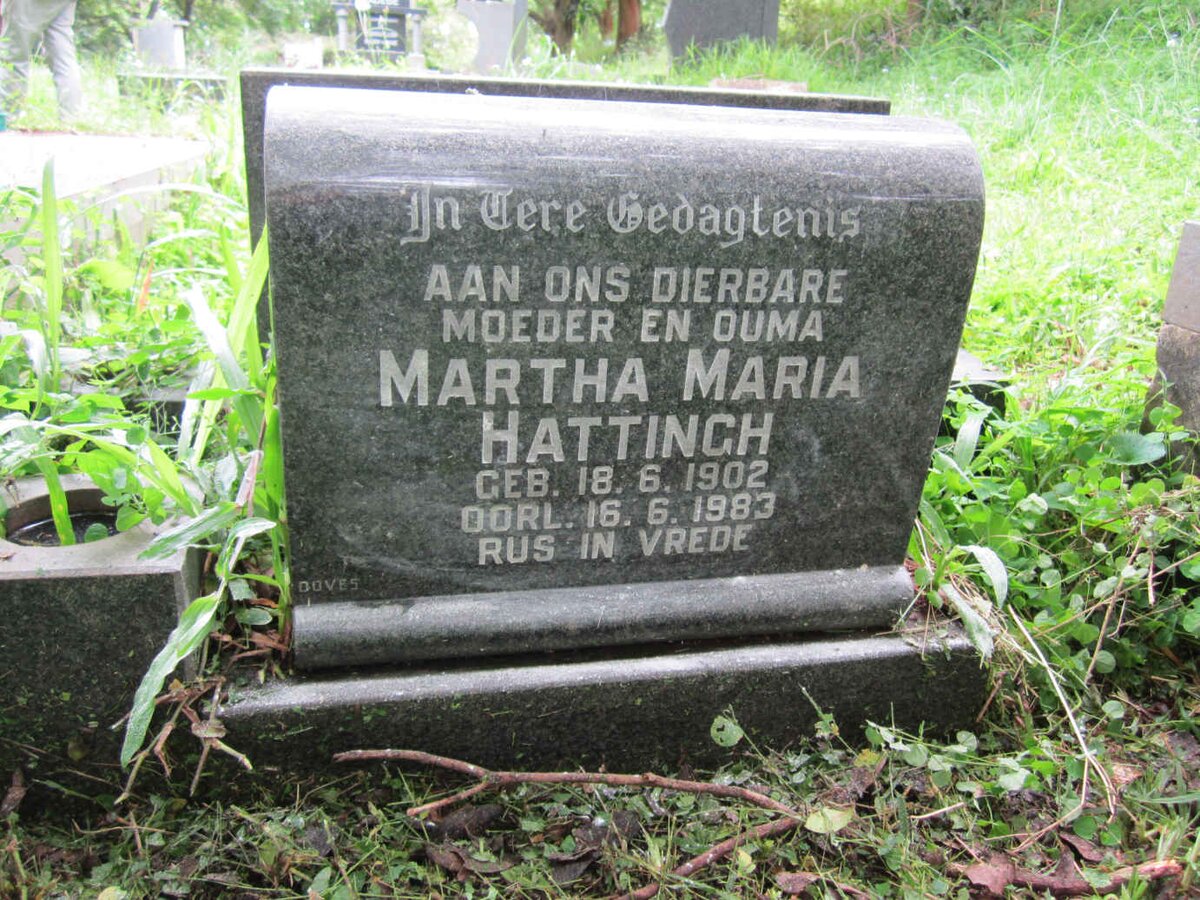 In Tere Gedagtenis
AAN ONS DIERBARE
MOEDER EN OUMA
MARTHA MARIA
HATTINGH
GEB. 18. 6. 1902
OORL. 16. 6. 1983
RUS IN VREDE
DOVES